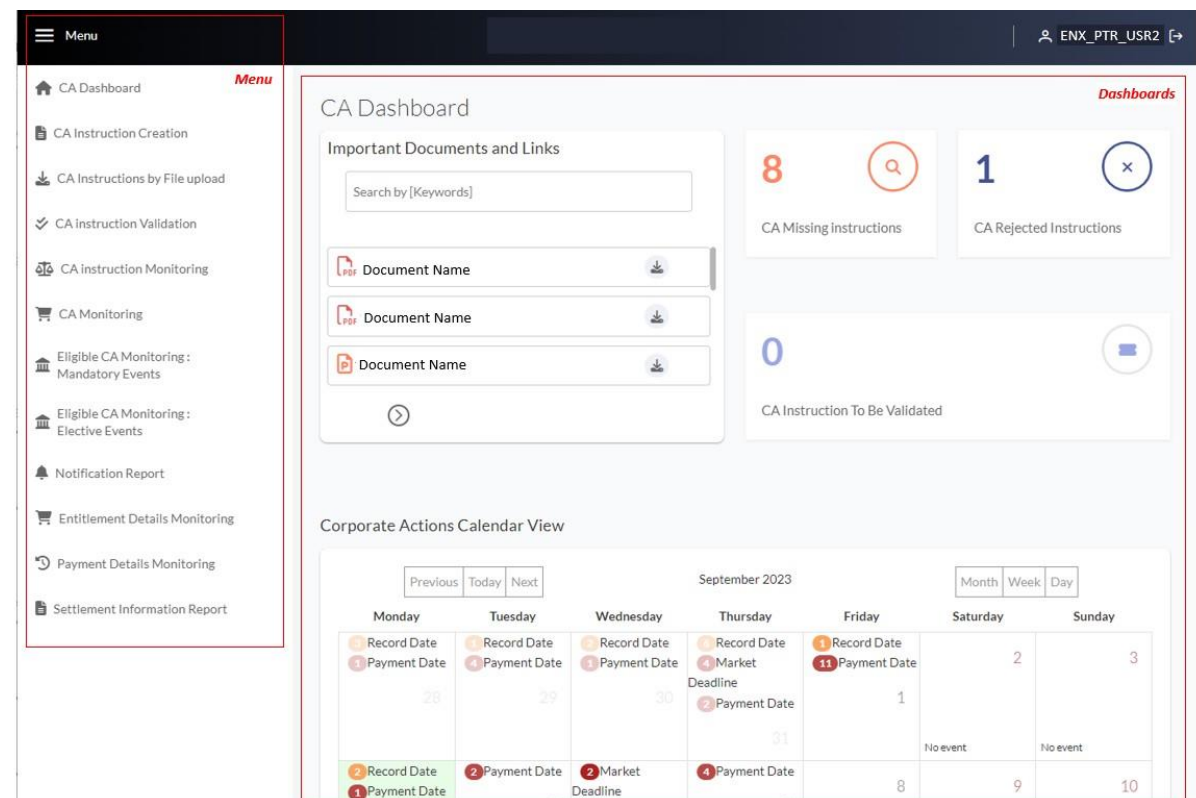 Menu
ENX_PTR_USR2
Menu
CA Dashboard
CA Instruction Creation
CA Instructions by File upload
CA instruction Validation
CA instruction Monitoring
CA Monitoring
Eligible CA Monitoring :
Mandatory Events
Eligible CA Monitoring :
Elective Events
Notification Report
Entitlement Details Monitoring
Payment Details Monitoring
Settlement Information Report
Dashboards
CA Dashboard
Important Documents and Links
Search by [Keywords]
PDF Document Name
PDF Document Name
P Document Name
8
CA Missing instructions
1
CA Rejected Instructions
0
CA Instruction To Be Validated
Corporate Actions Calendar View
Previous Today Next
September 2023
Month Week Day
Monday Tuesday Wednesday Thursday Friday Saturday Sunday
Record Date
1 Payment Date
28
Record Date
4 Payment Date
29
Record Date
1 Payment Date
30
Record Date
4 Market
Deadline
2 Payment Date
31
1 Record Date
11 Payment Date
1
2
No event
3
No event
2 Record Date
1 Payment Date
2 Payment Date
2 Market
Deadline
4 Payment Date
8
9
10